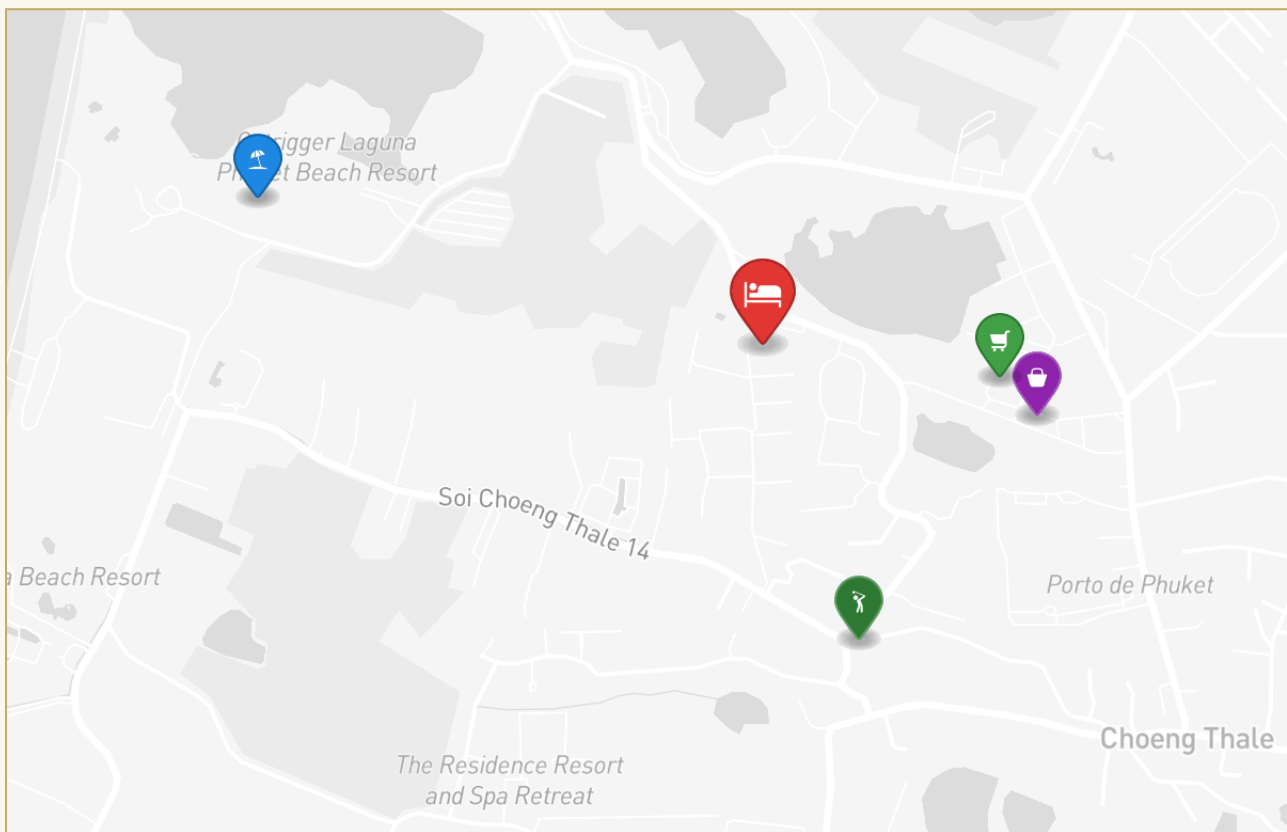 Laguna
Beach Resort
Soi Choeng Thale 14
Beach Resort
Porto de Phuket
Choeng Thale
The Residence Resort
and Spa Retreat